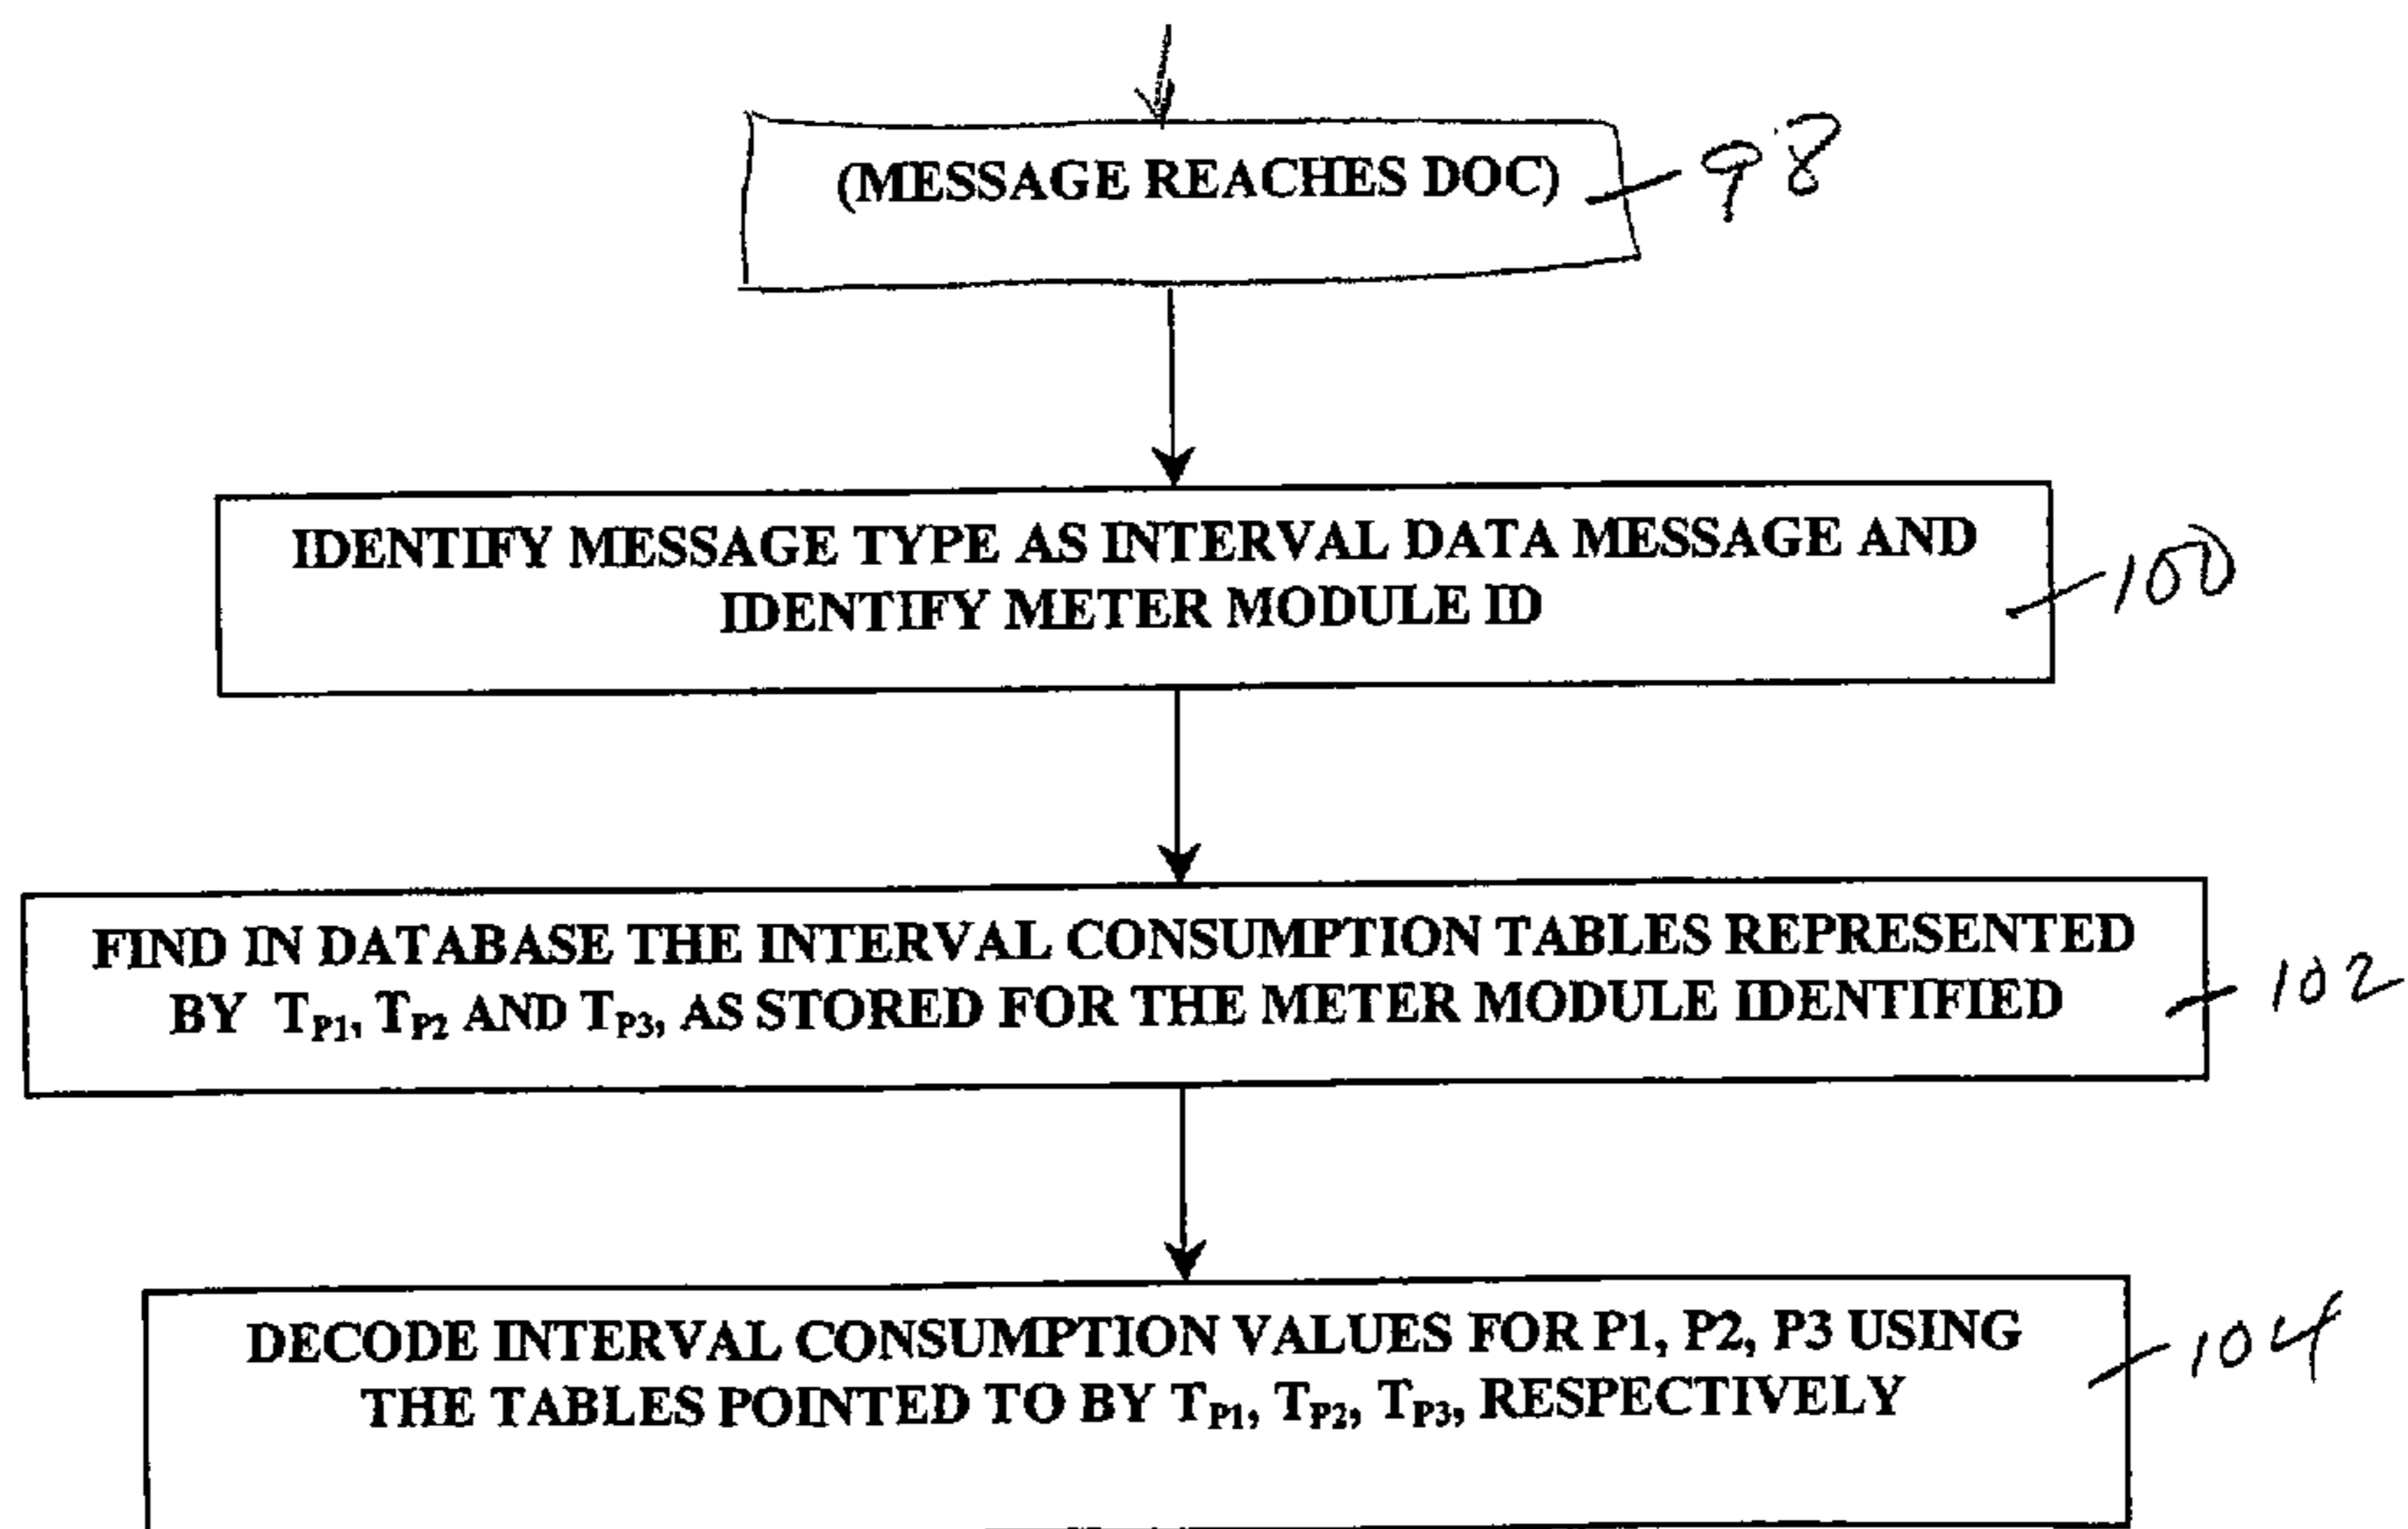 (MESSAGE REACHES DOC)
98
IDENTIFY MESSAGE TYPE AS INTERVAL DATA MESSAGE AND
IDENTIFY METER MODULE ID
100
FIND IN DATABASE THE INTERVAL CONSUMPTION TABLES REPRESENTED
BY TP1, TP2 AND TP3, AS STORED FOR THE METER MODULE IDENTIFIED
102
DECODE INTERVAL CONSUMPTION VALUES FOR P1, P2, P3 USING
THE TABLES POINTED TO BY TP1, TP2, TP3, RESPECTIVELY
104